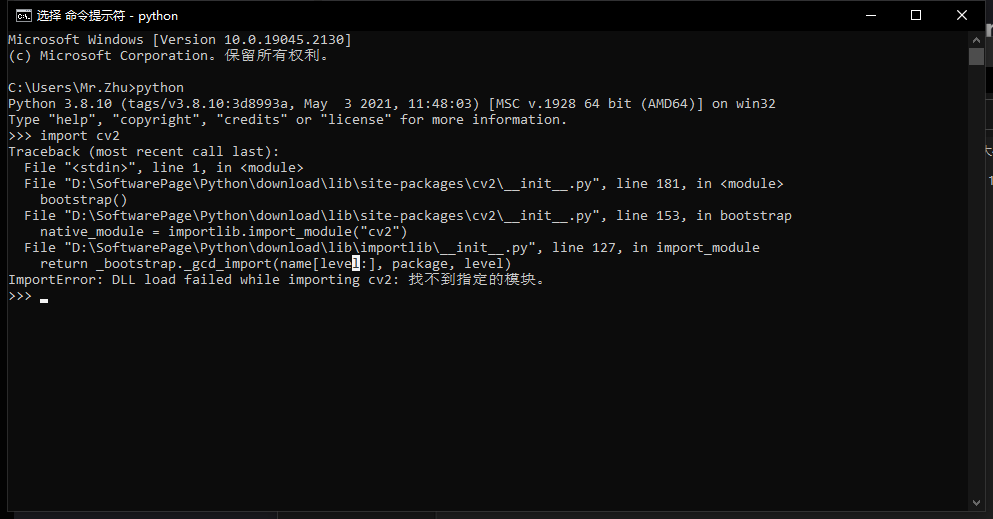 选择 命令提示符 - python
Microsoft Windows [Version 10.0.19045.2130]
(c) Microsoft Corporation。保留所有权利。
C:\Users\Mr.Zhu>python
Python 3.8.10 (tags/v3.8.10:3d8993a, May  3 2021, 11:48:03) [MSC v.1928 64 bit (AMD64)] on win32
Type "help", "copyright", "credits" or "license" for more information.
>>> import cv2
Traceback (most recent call last):
  File "<stdin>", line 1, in <module>
  File "D:\SoftwarePage\Python\download\lib\site-packages\cv2\__init__.py", line 181, in <module>
    bootstrap()
  File "D:\SoftwarePage\Python\download\lib\site-packages\cv2\__init__.py", line 153, in bootstrap
    native_module = importlib.import_module("cv2")
  File "D:\SoftwarePage\Python\download\lib\importlib\__init__.py", line 127, in import_module
    return _bootstrap._gcd_import(name[level:], package, level)
ImportError: DLL load failed while importing cv2: 找不到指定的模块。
>>>